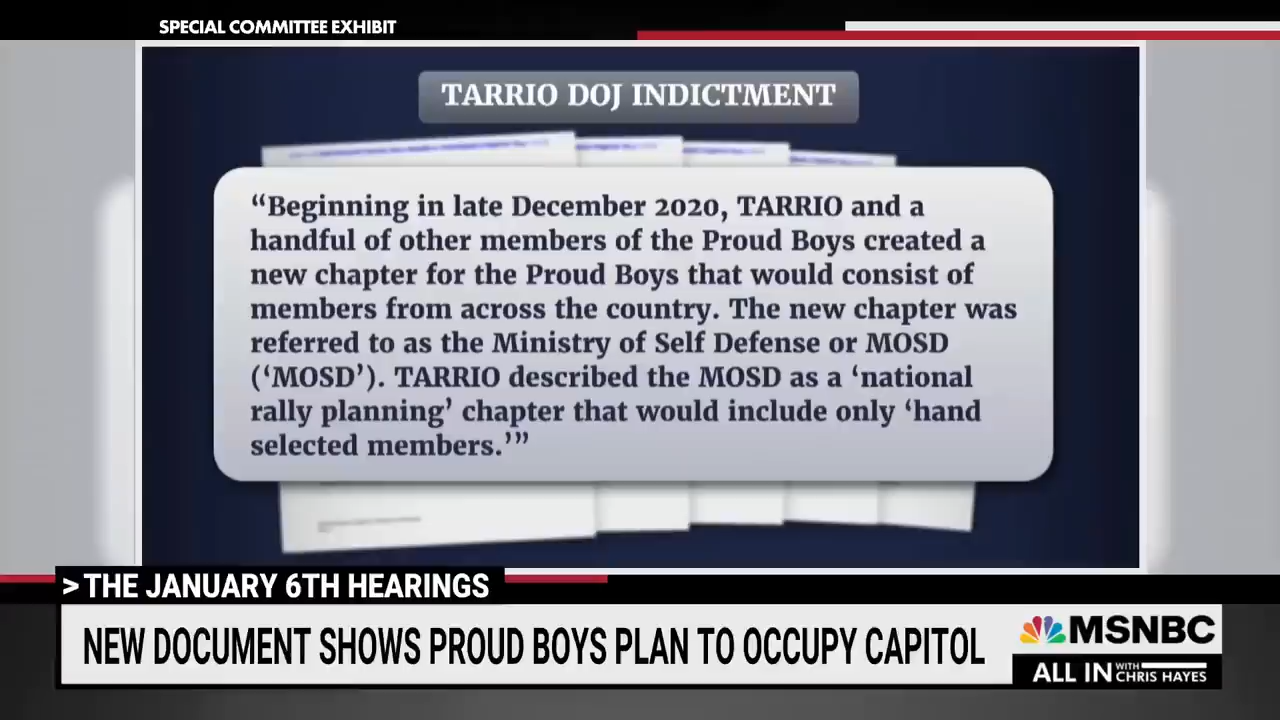 SPECIAL COMMITTEE EXHIBIT
TARRIO DOJ INDICTMENT
“Beginning in late December 2020, TARRIO and a
handful of other members of the Proud Boys created a
new chapter for the Proud Boys that would consist of
members from across the country. The new chapter was
referred to as the Ministry of Self Defense or MOSD
(‘MOSD’). TARRIO described the MOSD as a ‘national
rally planning’ chapter that would include only ‘hand
selected members.’”
>THE JANUARY 6TH HEARINGS
NEW DOCUMENT SHOWS PROUD BOYS PLAN TO OCCUPY CAPITOL
MSNBC
ALL IN WITH CHRIS HAYES